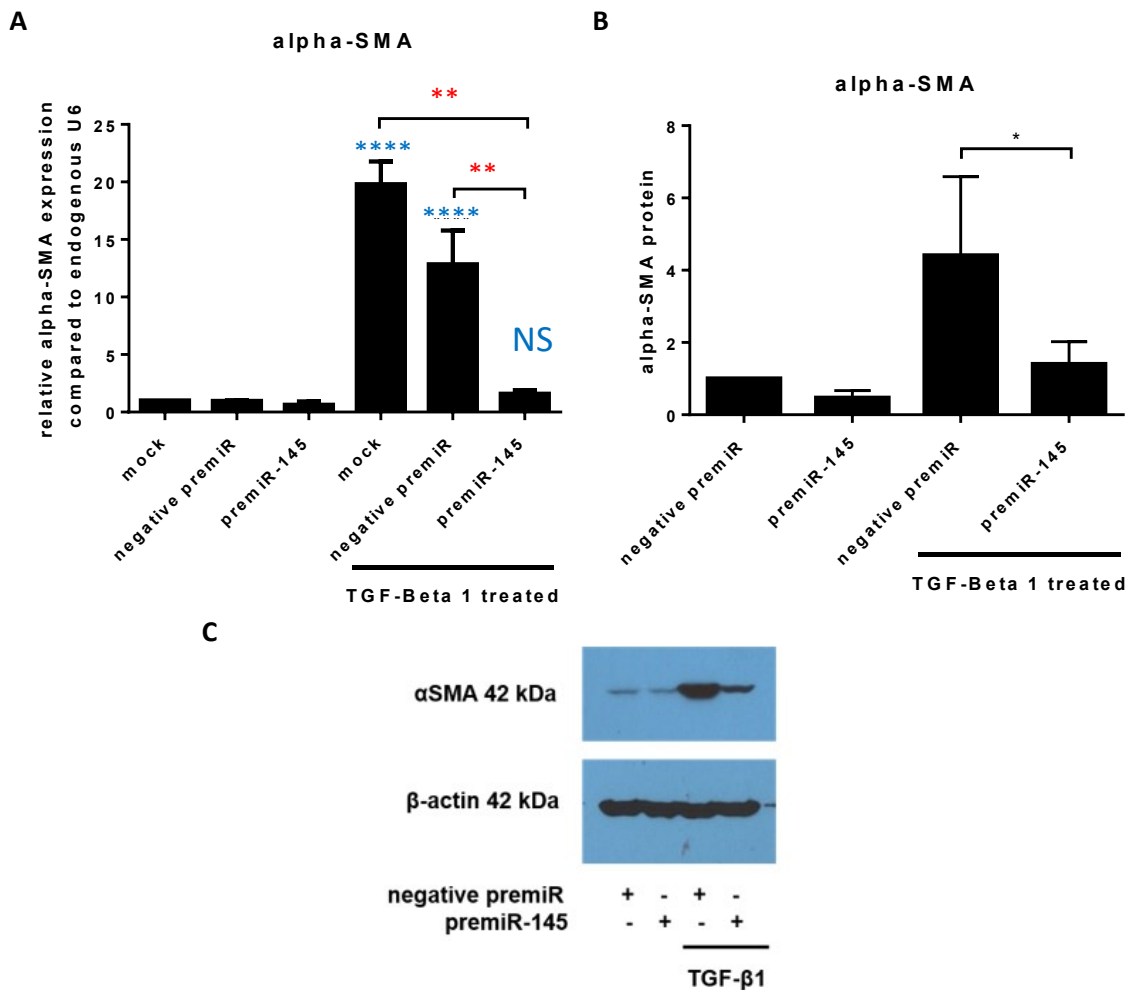 A
alpha-SMA
relative alpha-SMA expression
compared to endogenous U6
25
20
15
10
5
0
**
****
**
****
NS
mock
negative premiR
premiR-145
mock
negative premiR
premiR-145
TGF-Beta 1 treated
B
alpha-SMA
alpha-SMA protein
8
6
4
2
0
*
negative premiR
premiR-145
negative premiR
premiR-145
TGF-Beta 1 treated
C
αSMA 42 kDa
β-actin 42 kDa
negative premiR + - + -
premiR-145 - + - +
TGF-β1